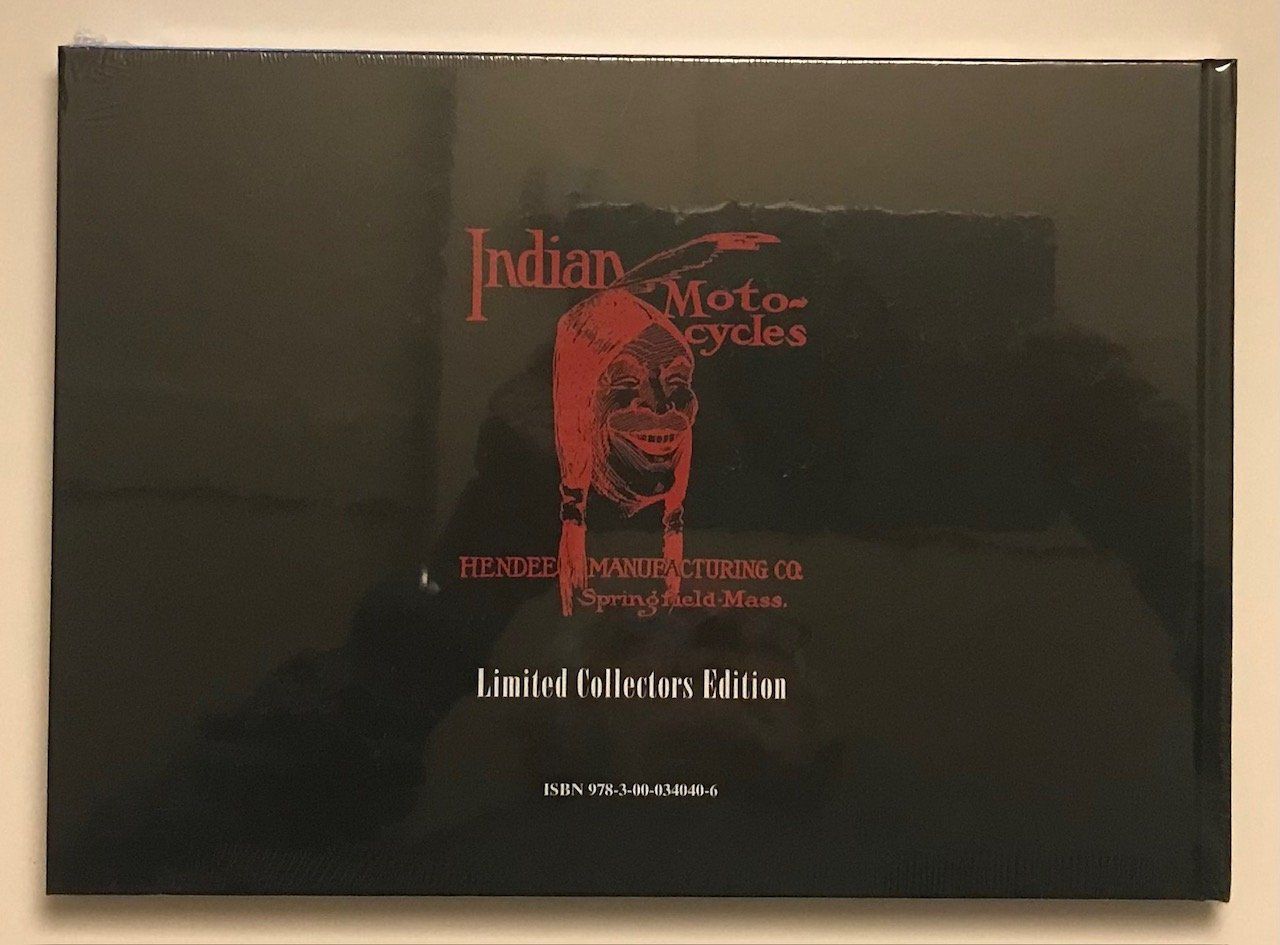 Indian
Moto~
cycles
HENDEE MANUFACTURING CO.
Springfield-Mass.
Limited Collectors Edition
ISBN 978-3-00-034040-6